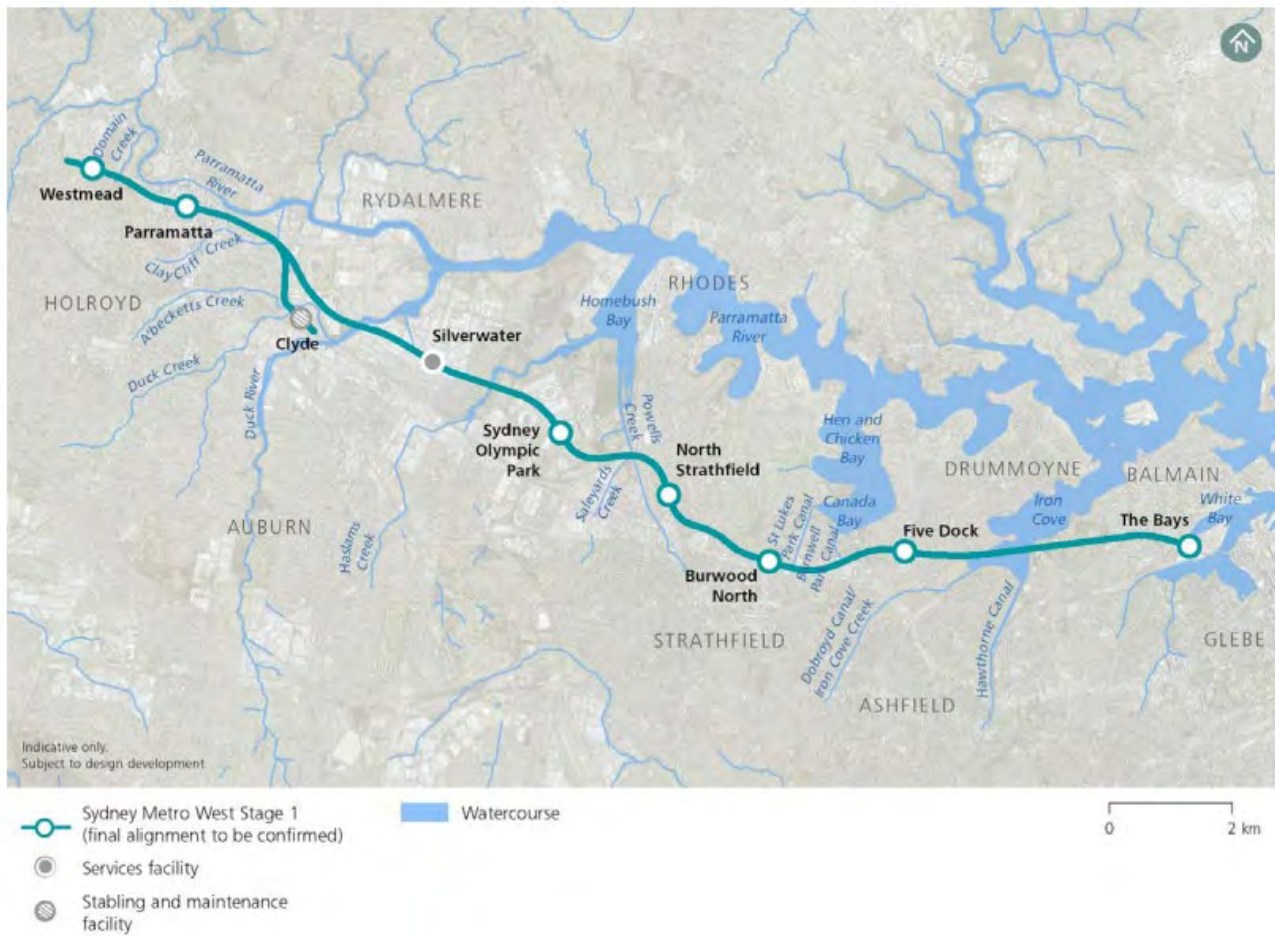 N
Domain
Creek
Westmead
Parramatta
River
RYDALMERE
Parramatta
Clay Cliff Creek
HOLROYD
A'becketts Creek
Clyde
Duck Creek
Duck River
Silverwater
RHODES
Homebush
Bay
Parramatta
River
Sydney
Olympic
Park
Powells
Creek
North
Strathfield
Hen and
Chicken
Bay
DRUMMOYNE
BALMAIN
AUBURN
Haslams
Creek
Saleyards
Creek
St Lukes
Park Canal
Canada
Bay
Barnwell
Park Canal
Five Dock
Iron
Cove
The Bays
White
Bay
Burwood
North
STRATHFIELD
Dobroyd Canal/
Iron Cove Creek
Hawthorne Canal
GLEBE
ASHFIELD
Indicative only.
Subject to design development
Sydney Metro West Stage 1
(final alignment to be confirmed)
Watercourse
0 2 km
Services facility
Stabling and maintenance
facility